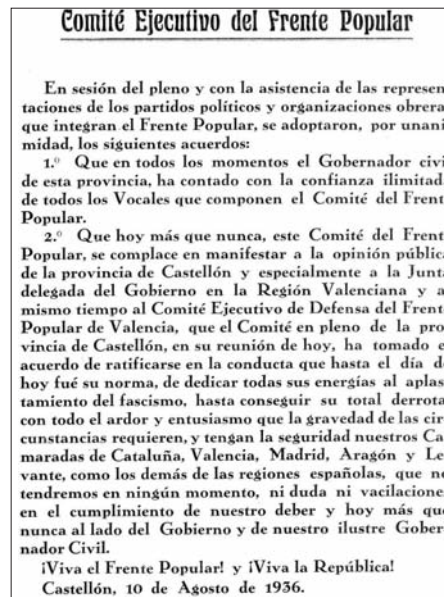 Comité Ejecutivo del Frente Popular
En sesión del pleno y con la asistencia de las represen
taciones de los partidos políticos y organizaciones obrera
que integran el Frente Popular, se adoptaron, por unani
midad, los siguientes acuerdos:
1.º Que en todos los momentos el Gobernador civi
de esta provincia, ha contado con la confianza ilimitad
de todos los Vocales que componen el Comité del Frent
Popular.
2.º Que hoy más que nunca, este Comité del Frent
Popular, se complace en manifestar a la opinión públic
de la provincia de Castellón y especialmente a la Junt
delegada del Gobierno en la Región Valenciana y a
mismo tiempo al Comité Ejecutivo de Defensa del Frent
Popular de Valencia, que el Comité en pleno de la pro
vincia de Castellón, en su reunión de hoy, ha tomado e
acuerdo de ratificarse en la conducta que hasta el día d
hoy fué su norma, de dedicar todas sus energías al aplas
tamiento del fascismo, hasta conseguir su total derrota
con todo el ardor y entusiasmo que la gravedad de las cir
cunstancias requieren, y tengan la seguridad nuestros Ca
maradas de Cataluña, Valencia, Madrid, Aragón y Le
vante, como los demás de las regiones españolas, que n
tendremos en ningún momento, ni duda ni vacilacione
en el cumplimiento de nuestro deber y hoy más qu
nunca al lado del Gobierno y de nuestro ilustre Gober
nador Civil.
¡Viva el Frente Popular! y ¡Viva la República!
Castellón, 10 de Agosto de 1936.